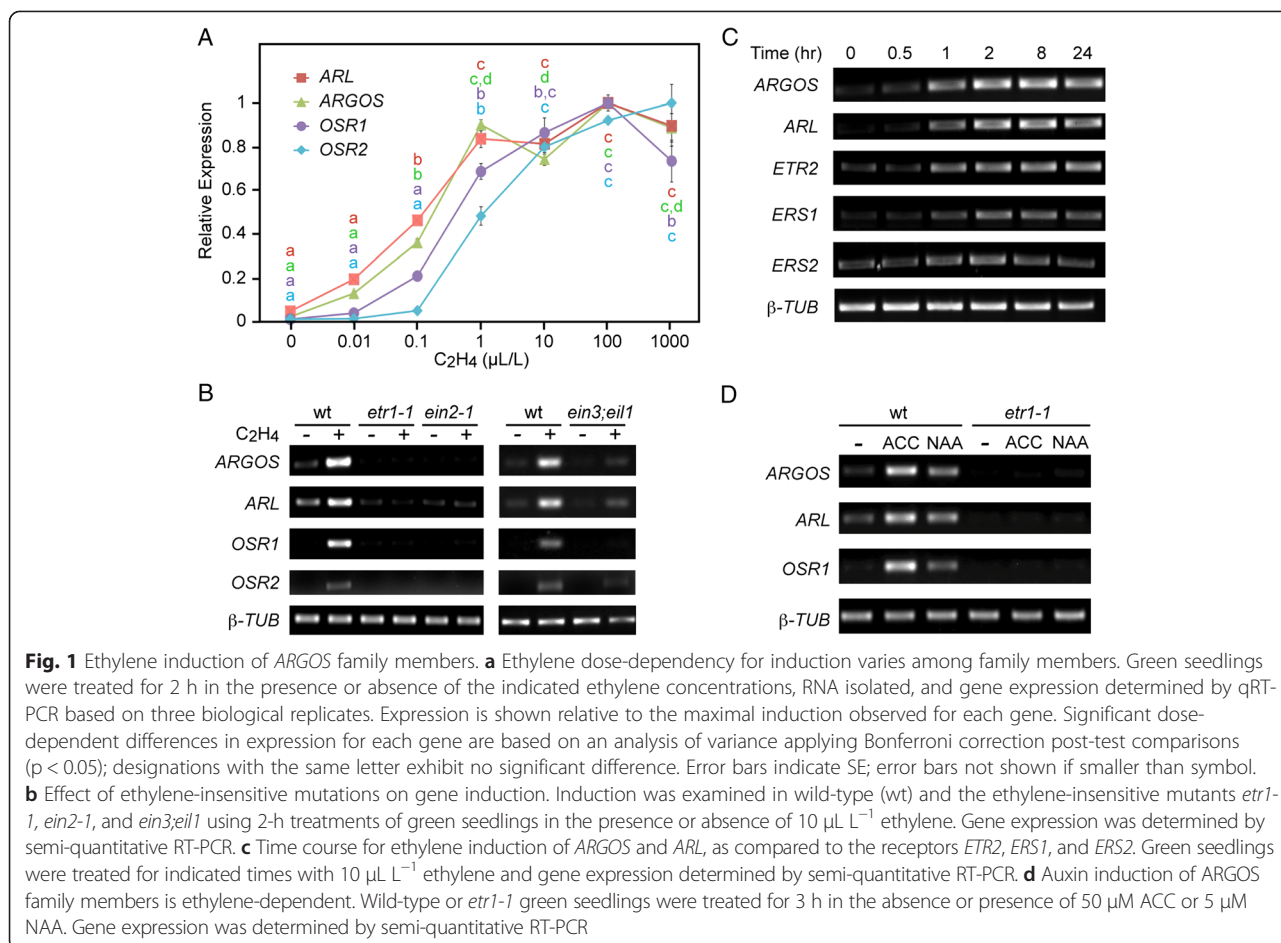 A
ARL
ARGOS
OSR1
OSR2
Relative Expression
1
0.8
0.6
0.4
0.2
0
a
a
a
a
a
a
a
a
b
b
a
a
c
c,d
b
b
c
d
b,c
c
c
c
c
c
c
c,d
b
c
0 0.01 0.1 1 10 100 1000
C2H4 (µL/L)
C
Time (hr) 0 0.5 1 2 8 24
ARGOS
ARL
ETR2
ERS1
ERS2
β-TUB
B
wt etr1-1 ein2-1 wt ein3;eil1
C2H4 - + - + - + - + - +
ARGOS
ARL
OSR1
OSR2
β-TUB
D
wt etr1-1
- ACC NAA - ACC NAA
ARGOS
ARL
OSR1
β-TUB
Fig. 1 Ethylene induction of ARGOS family members. a Ethylene dose-dependency for induction varies among family members. Green seedlings
were treated for 2 h in the presence or absence of the indicated ethylene concentrations, RNA isolated, and gene expression determined by qRT-
PCR based on three biological replicates. Expression is shown relative to the maximal induction observed for each gene. Significant dose-
dependent differences in expression for each gene are based on an analysis of variance applying Bonferroni correction post-test comparisons
(p < 0.05); designations with the same letter exhibit no significant difference. Error bars indicate SE; error bars not shown if smaller than symbol.
b Effect of ethylene-insensitive mutations on gene induction. Induction was examined in wild-type (wt) and the ethylene-insensitive mutants etr1-
1, ein2-1, and ein3;eil1 using 2-h treatments of green seedlings in the presence or absence of 10 µL L−1 ethylene. Gene expression was determined by
semi-quantitative RT-PCR. c Time course for ethylene induction of ARGOS and ARL, as compared to the receptors ETR2, ERS1, and ERS2. Green seedlings
were treated for indicated times with 10 µL L−1 ethylene and gene expression determined by semi-quantitative RT-PCR. d Auxin induction of ARGOS
family members is ethylene-dependent. Wild-type or etr1-1 green seedlings were treated for 3 h in the absence or presence of 50 µM ACC or 5 µM
NAA. Gene expression was determined by semi-quantitative RT-PCR